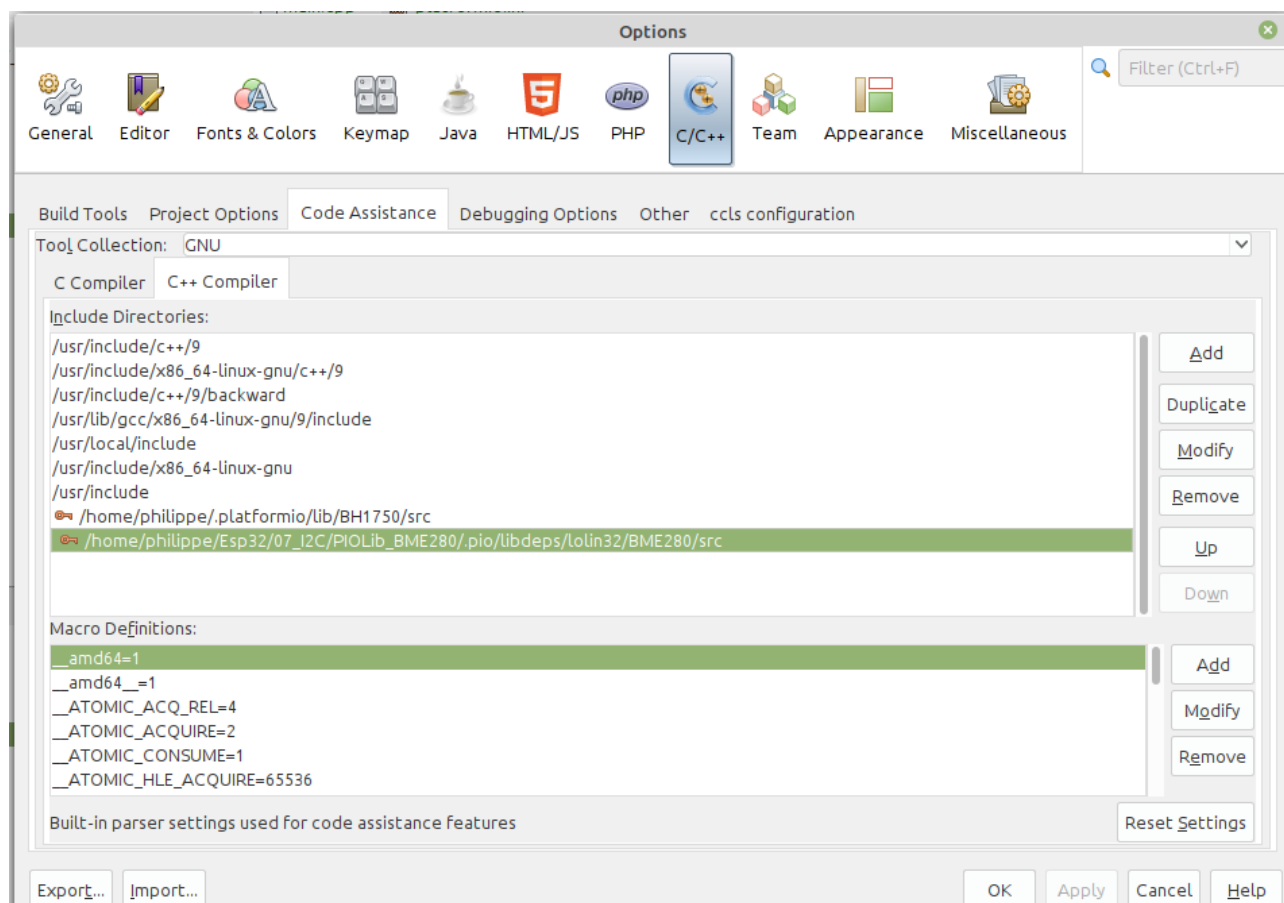 Options
Filter (Ctrl+F)
General Editor Fonts & Colors Keymap Java HTML/JS PHP C/C++ Team Appearance Miscellaneous
Build Tools Project Options Code Assistance Debugging Options Other ccls configuration
Tool Collection: GNU
C Compiler C++ Compiler
Include Directories:
/usr/include/c++/9
/usr/include/x86_64-linux-gnu/c++/9
/usr/include/c++/9/backward
/usr/lib/gcc/x86_64-linux-gnu/9/include
/usr/local/include
/usr/include/x86_64-linux-gnu
/usr/include
/home/philippe/.platformio/lib/BH1750/src
/home/philippe/Esp32/07_I2C/PIOLib_BME280/.pio/libdeps/lolin32/BME280/src
Add
Duplicate
Modify
Remove
Up
Down
Macro Definitions:
__amd64=1
__amd64__=1
__ATOMIC_ACQ_REL=4
__ATOMIC_ACQUIRE=2
__ATOMIC_CONSUME=1
__ATOMIC_HLE_ACQUIRE=65536
Add
Modify
Remove
Built-in parser settings used for code assistance features
Reset Settings
Export... Import... OK Apply Cancel Help